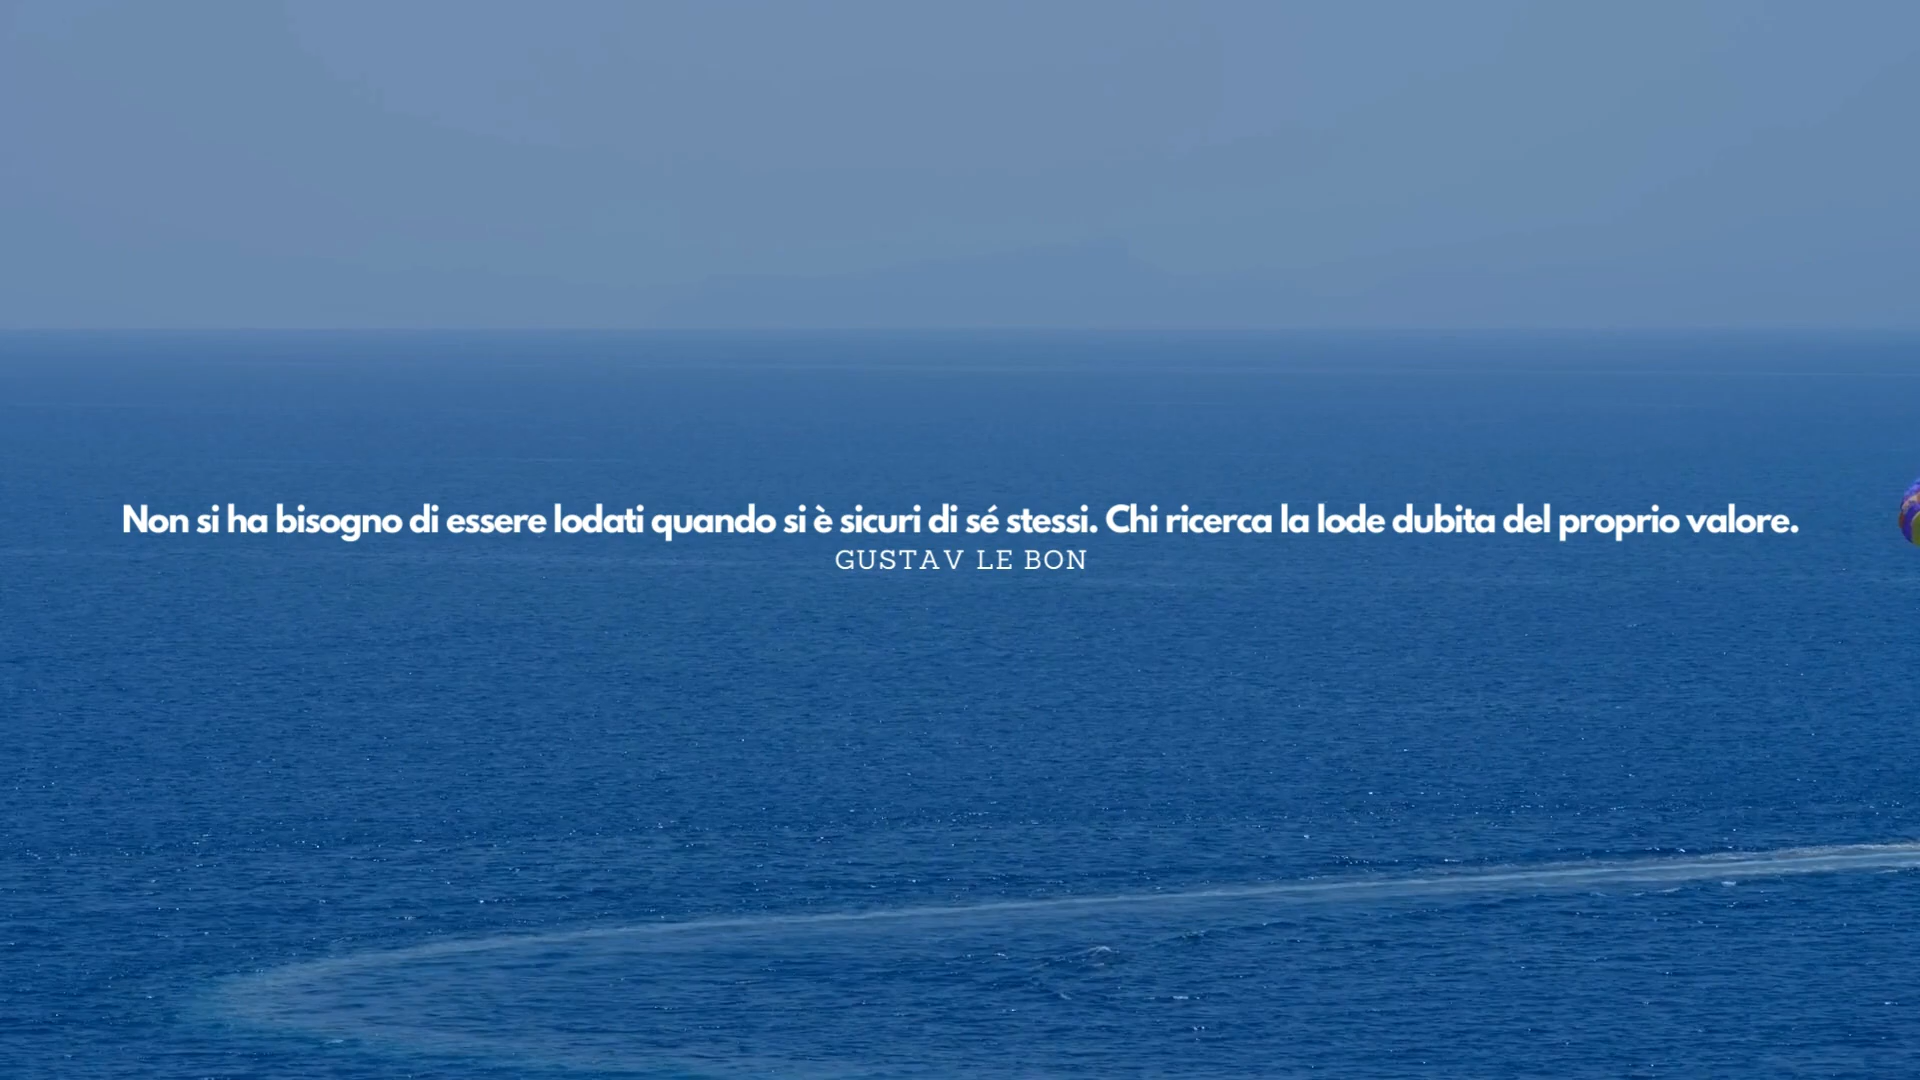 Non si ha bisogno di essere lodati quando si è sicuri di sé stessi. Chi ricerca la lode dubita del proprio valore.
GUSTAV LE BON